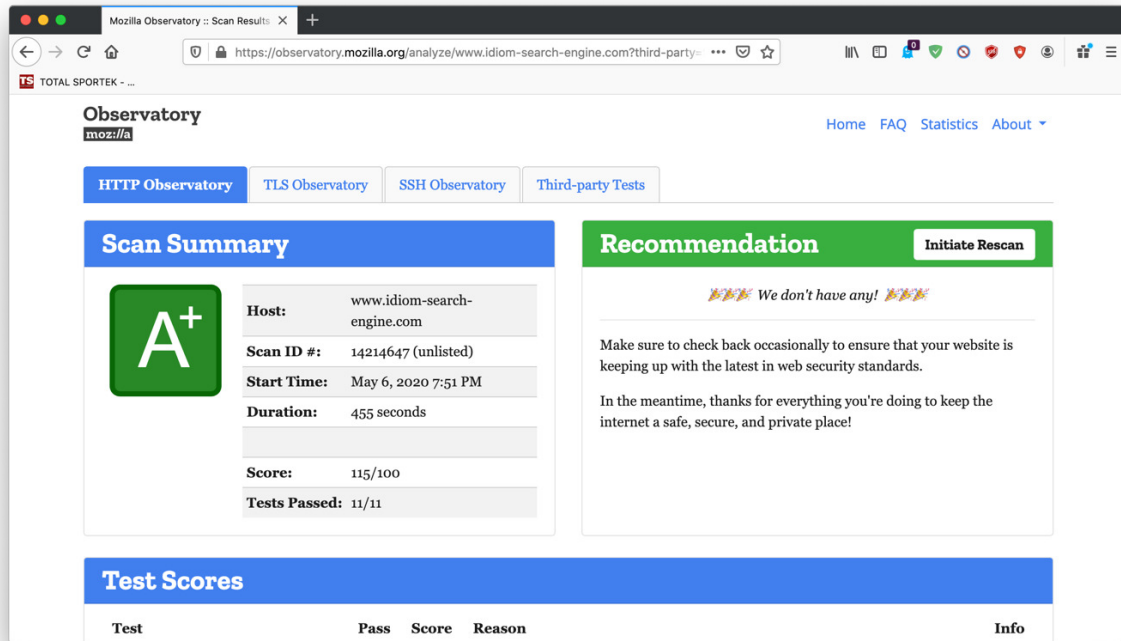 Mozilla Observatory :: Scan Results
https://observatory.mozilla.org/analyze/www.idiom-search-engine.com?third-party=
0
TS TOTAL SPORTEK - ...
Observatory
moz://a
Home FAQ Statistics About
HTTP Observatory TLS Observatory SSH Observatory Third-party Tests
Scan Summary
A+
Host: www.idiom-search-
engine.com
Scan ID #: 14214647 (unlisted)
Start Time: May 6, 2020 7:51 PM
Duration: 455 seconds
Score: 115/100
Tests Passed: 11/11
Recommendation Initiate Rescan
🎉🎉🎉 We don't have any! 🎉🎉🎉
Make sure to check back occasionally to ensure that your website is
keeping up with the latest in web security standards.
In the meantime, thanks for everything you're doing to keep the
internet a safe, secure, and private place!
Test Scores
Test Pass Score Reason Info